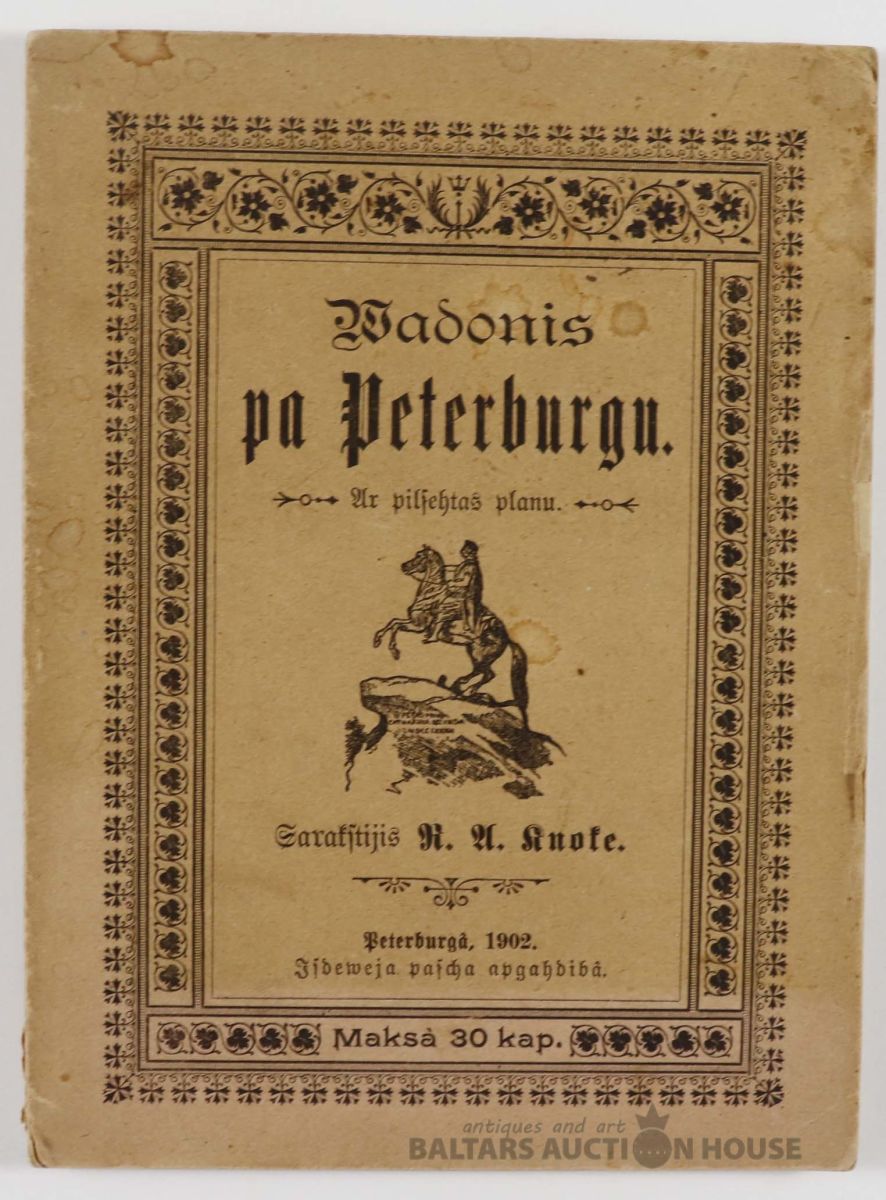 Wadonis
pa Peterburgu.
Ar pilſehtas planu.
Sarakſtijis R. A. Knoke.
Peterburgâ, 1902.
Iſdeweja paſcha apgahdibâ.
Maksâ 30 kap.
antiques and art
BALTARS AUCTION HOUSE